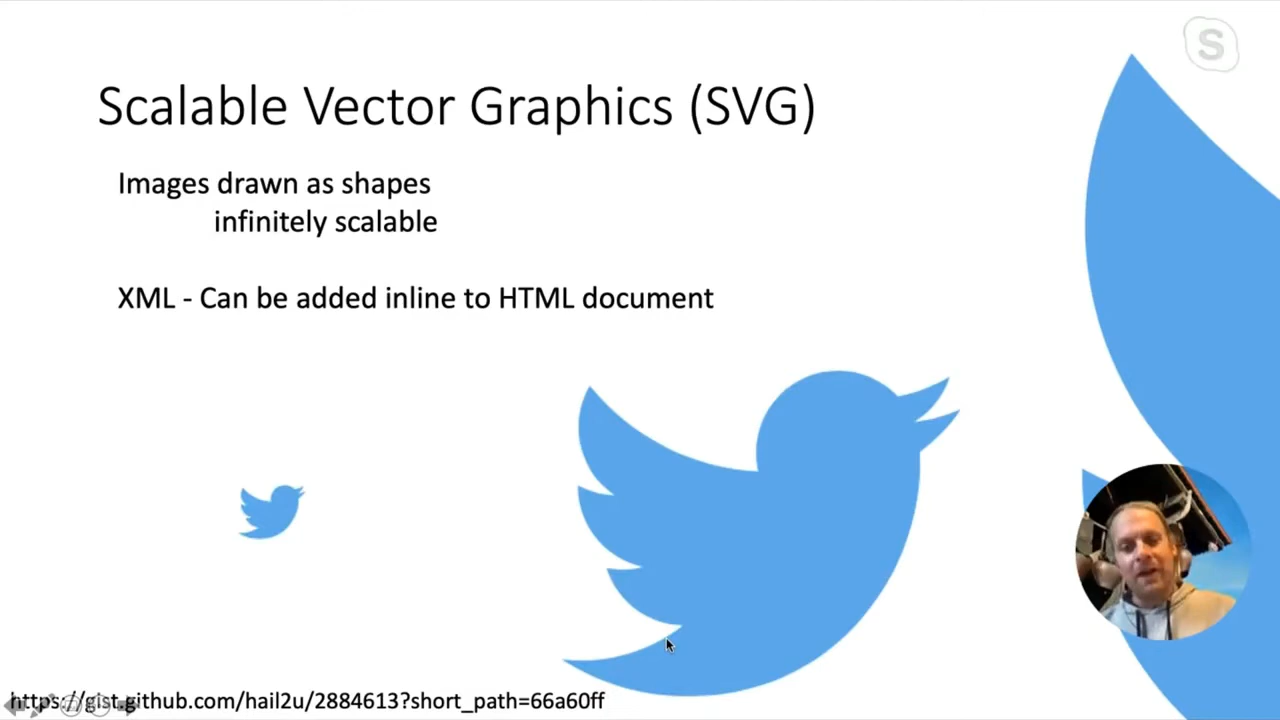 S
Scalable Vector Graphics (SVG)
Images drawn as shapes
infinitely scalable
XML - Can be added inline to HTML document
https://gist.github.com/hail2u/2884613?short_path=66a60ff